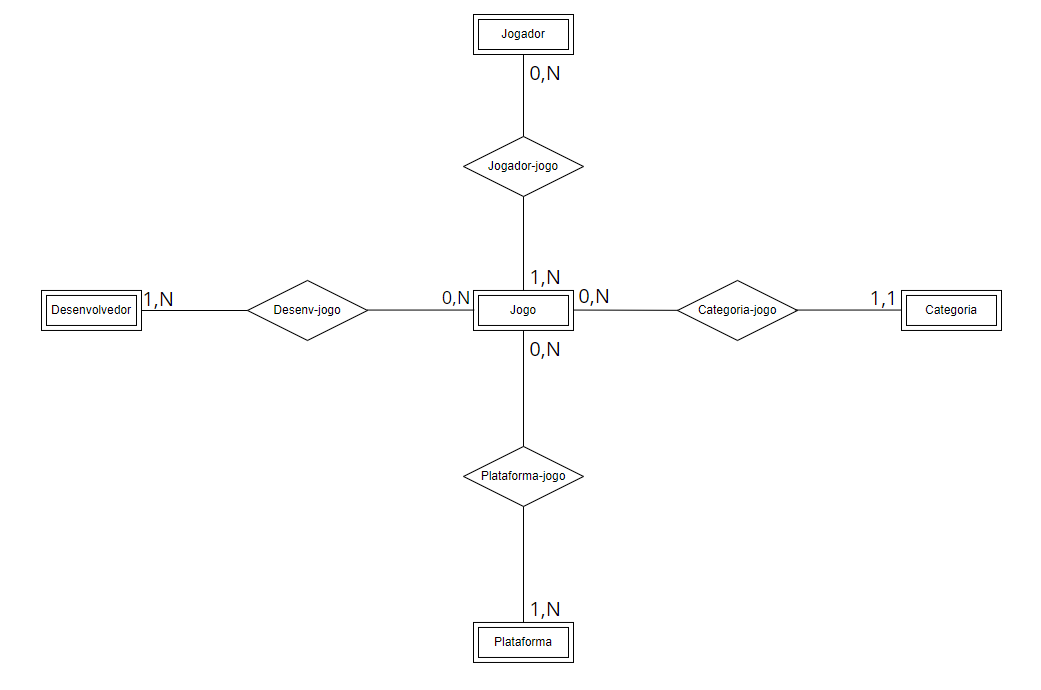 Jogador
0,N
Jogador-jogo
1,N
Desenvolvedor
1,N
Desenv-jogo
0,N
Jogo
0,N
Categoria-jogo
1,1
Categoria
0,N
Plataforma-jogo
1,N
Plataforma